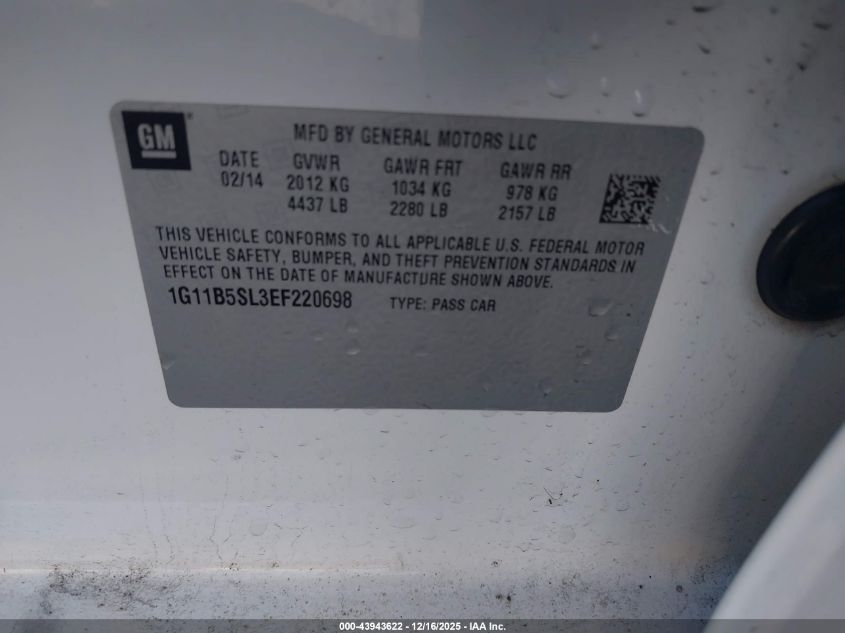 GM
MFD BY GENERAL MOTORS LLC
DATE GVWR GAWR FRT GAWR RR
02/14 2012 KG 1034 KG 978 KG
4437 LB 2280 LB 2157 LB
THIS VEHICLE CONFORMS TO ALL APPLICABLE U.S. FEDERAL MOTOR
VEHICLE SAFETY, BUMPER, AND THEFT PREVENTION STANDARDS IN
EFFECT ON THE DATE OF MANUFACTURE SHOWN ABOVE.
1G11B5SL3EF220698 TYPE: PASS CAR
000-43943622 - 12/16/2025 - IAA Inc.